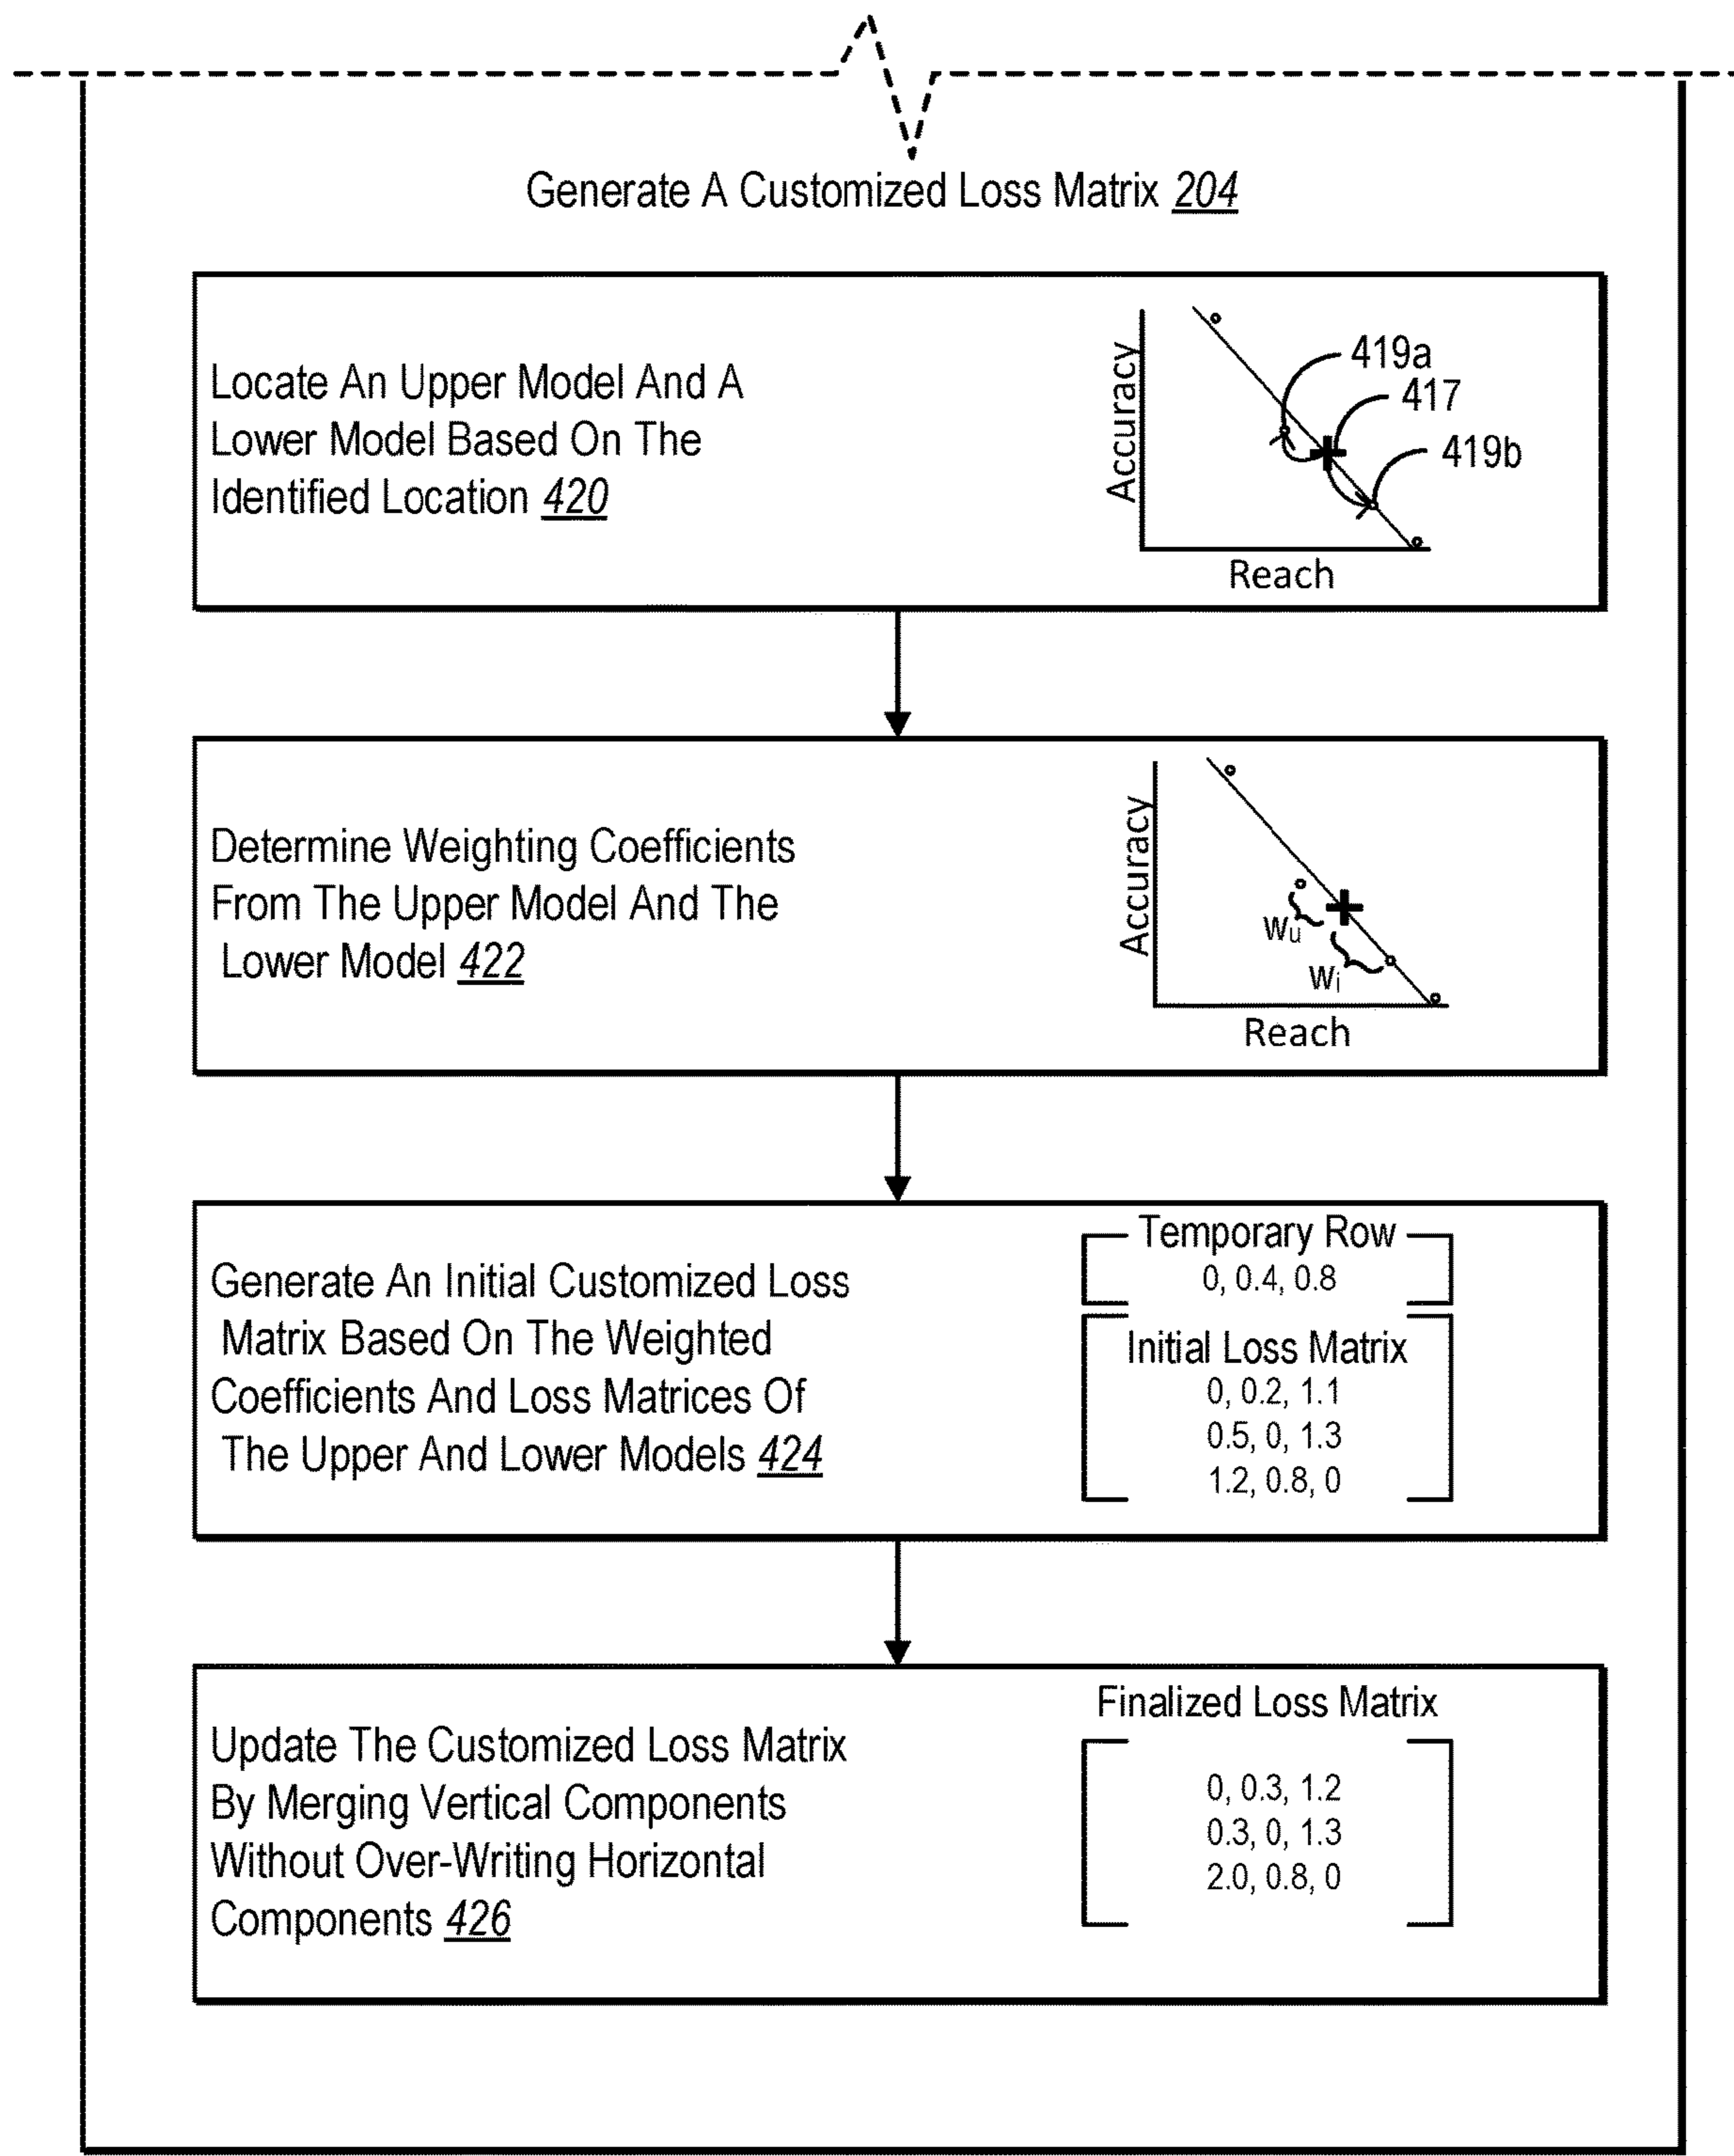 Generate A Customized Loss Matrix 204
Locate An Upper Model And A
Lower Model Based On The
Identified Location 420
Accuracy
Reach
419a
417
419b
Determine Weighting Coefficients
From The Upper Model And The
Lower Model 422
Accuracy
Reach
Wu
Wi
Generate An Initial Customized Loss
Matrix Based On The Weighted
Coefficients And Loss Matrices Of
The Upper And Lower Models 424
Temporary Row
0, 0.4, 0.8
Initial Loss Matrix
0, 0.2, 1.1
0.5, 0, 1.3
1.2, 0.8, 0
Update The Customized Loss Matrix
By Merging Vertical Components
Without Over-Writing Horizontal
Components 426
Finalized Loss Matrix
0, 0.3, 1.2
0.3, 0, 1.3
2.0, 0.8, 0